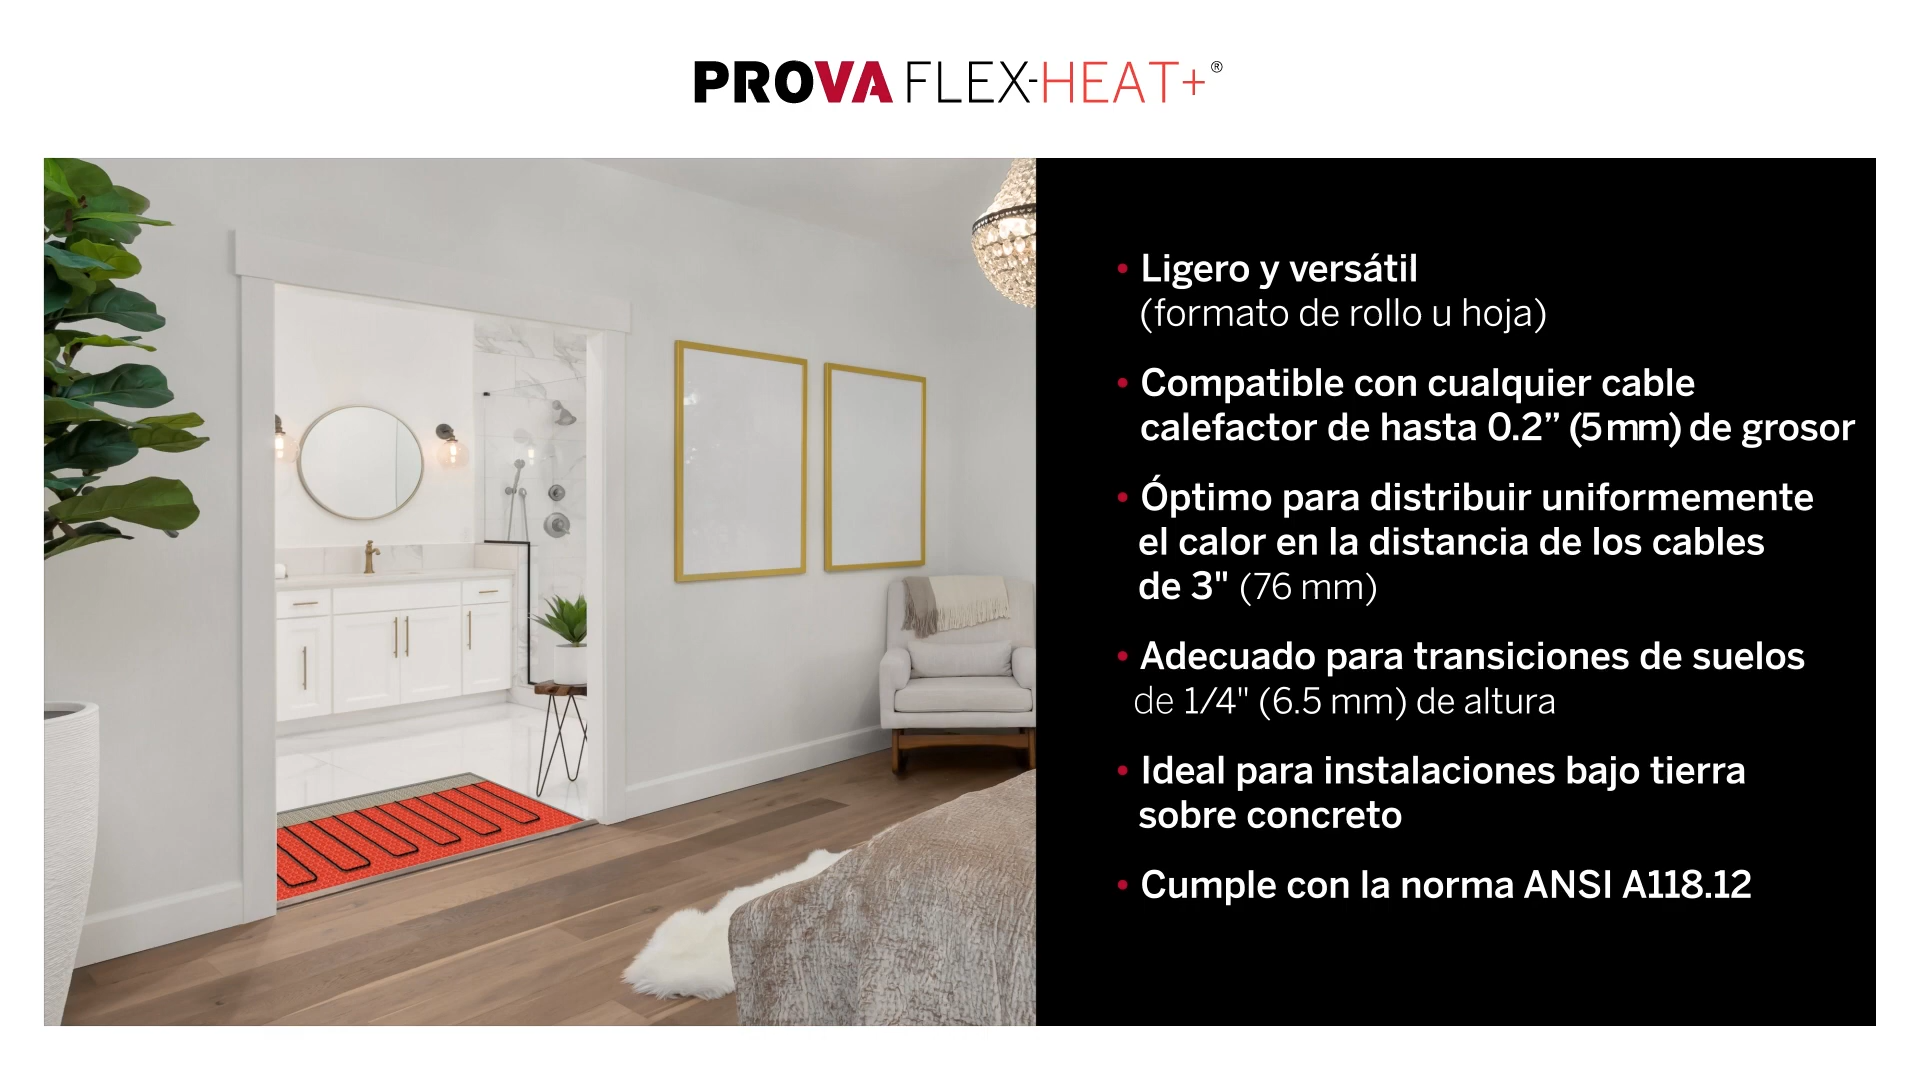 PROVA FLEX-HEAT+®
• Ligero y versátil
(formato de rollo u hoja)
• Compatible con cualquier cable
calefactor de hasta 0.2” (5 mm) de grosor
• Óptimo para distribuir uniformemente
el calor en la distancia de los cables
de 3" (76 mm)
• Adecuado para transiciones de suelos
de 1/4" (6.5 mm) de altura
• Ideal para instalaciones bajo tierra
sobre concreto
• Cumple con la norma ANSI A118.12